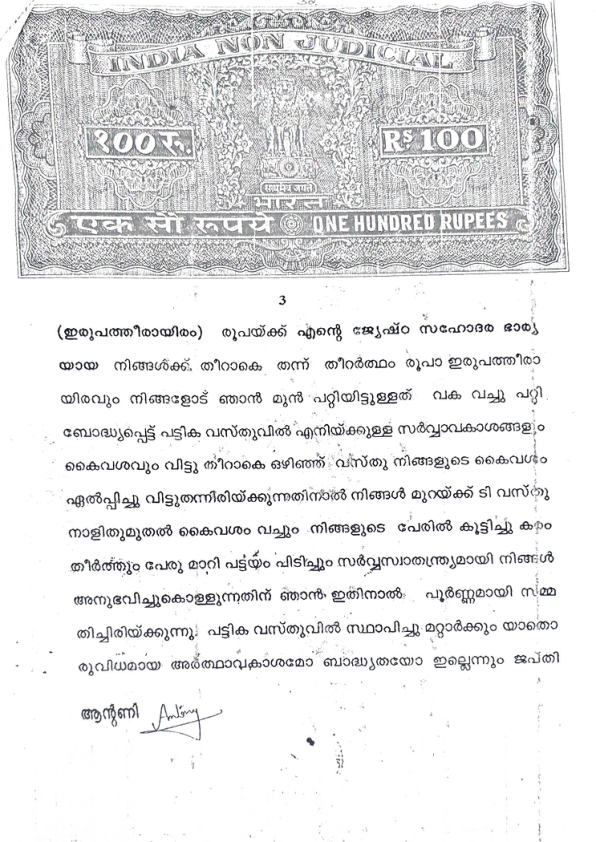 INDIA NON JUDICIAL
१०० रु.
Rs 100
सत्यमेव जयते
भारत
एक सौ रुपये
ONE HUNDRED RUPEES
3
(ഇരുപത്തീരായിരം) രൂപയ്ക്ക് എന്റെ ജ്യേഷ്ഠ സഹോദര ഭാര്യ
യായ നിങ്ങൾക്ക്, തീറാകെ തന്ന് തീറർത്ഥം രൂപാ ഇരുപത്തീരാ
യിരവും നിങ്ങളോട് ഞാൻ മുൻ പറ്റിയിട്ടുള്ളത് വക വച്ചു പറ്റി
ബോദ്ധ്യപ്പെട്ട് പട്ടിക വസ്തുവിൽ എനിയ്ക്കുള്ള സർവ്വാവകാശങ്ങളും
കൈവശവും വിട്ടു തീറാകെ ഒഴിഞ്ഞ് വസ്തു നിങ്ങളുടെ കൈവശം
ഏൽപ്പിച്ചു വിട്ടുതന്നിരിയ്ക്കുന്നതിനാൽ നിങ്ങൾ മുറയ്ക്ക് ടി വസ്തു
നാളിതുമുതൽ കൈവശം വച്ചും നിങ്ങളുടെ പേരിൽ കൂട്ടിച്ചു കരം
തീർത്തും പേരു മാറി പട്ടയം പിടിച്ചും സർവ്വസ്വാതന്ത്ര്യമായി നിങ്ങൾ
അനുഭവിച്ചുകൊള്ളുന്നതിന് ഞാൻ ഇതിനാൽ പൂർണ്ണമായി സമ്മ
തിച്ചിരിയ്ക്കുന്നു. പട്ടിക വസ്തുവിൽ സ്ഥാപിച്ചു മറ്റാർക്കും യാതൊ
രുവിധമായ അർത്ഥാവകാശമോ ബാദ്ധ്യതയോ ഇല്ലെന്നും ജപ്തി
ആന്റണി Antony